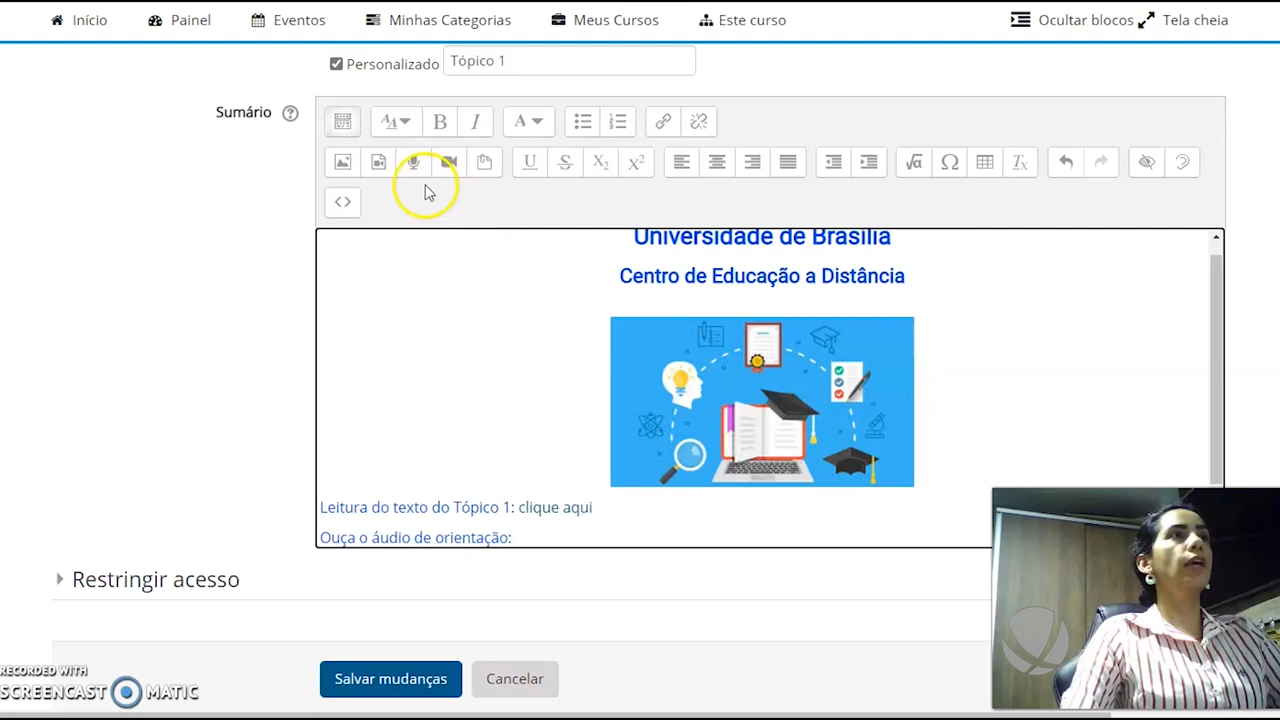 Início Painel Eventos Minhas Categorias Meus Cursos Este curso Ocultar blocos Tela cheia
Personalizado Tópico 1
Sumário
Universidade de Brasília
Centro de Educação a Distância
Leitura do texto do Tópico 1: clique aqui
Ouça o áudio de orientação:
Restringir acesso
Salvar mudanças Cancelar
RECORDED WITH
SCREENCAST MATIC